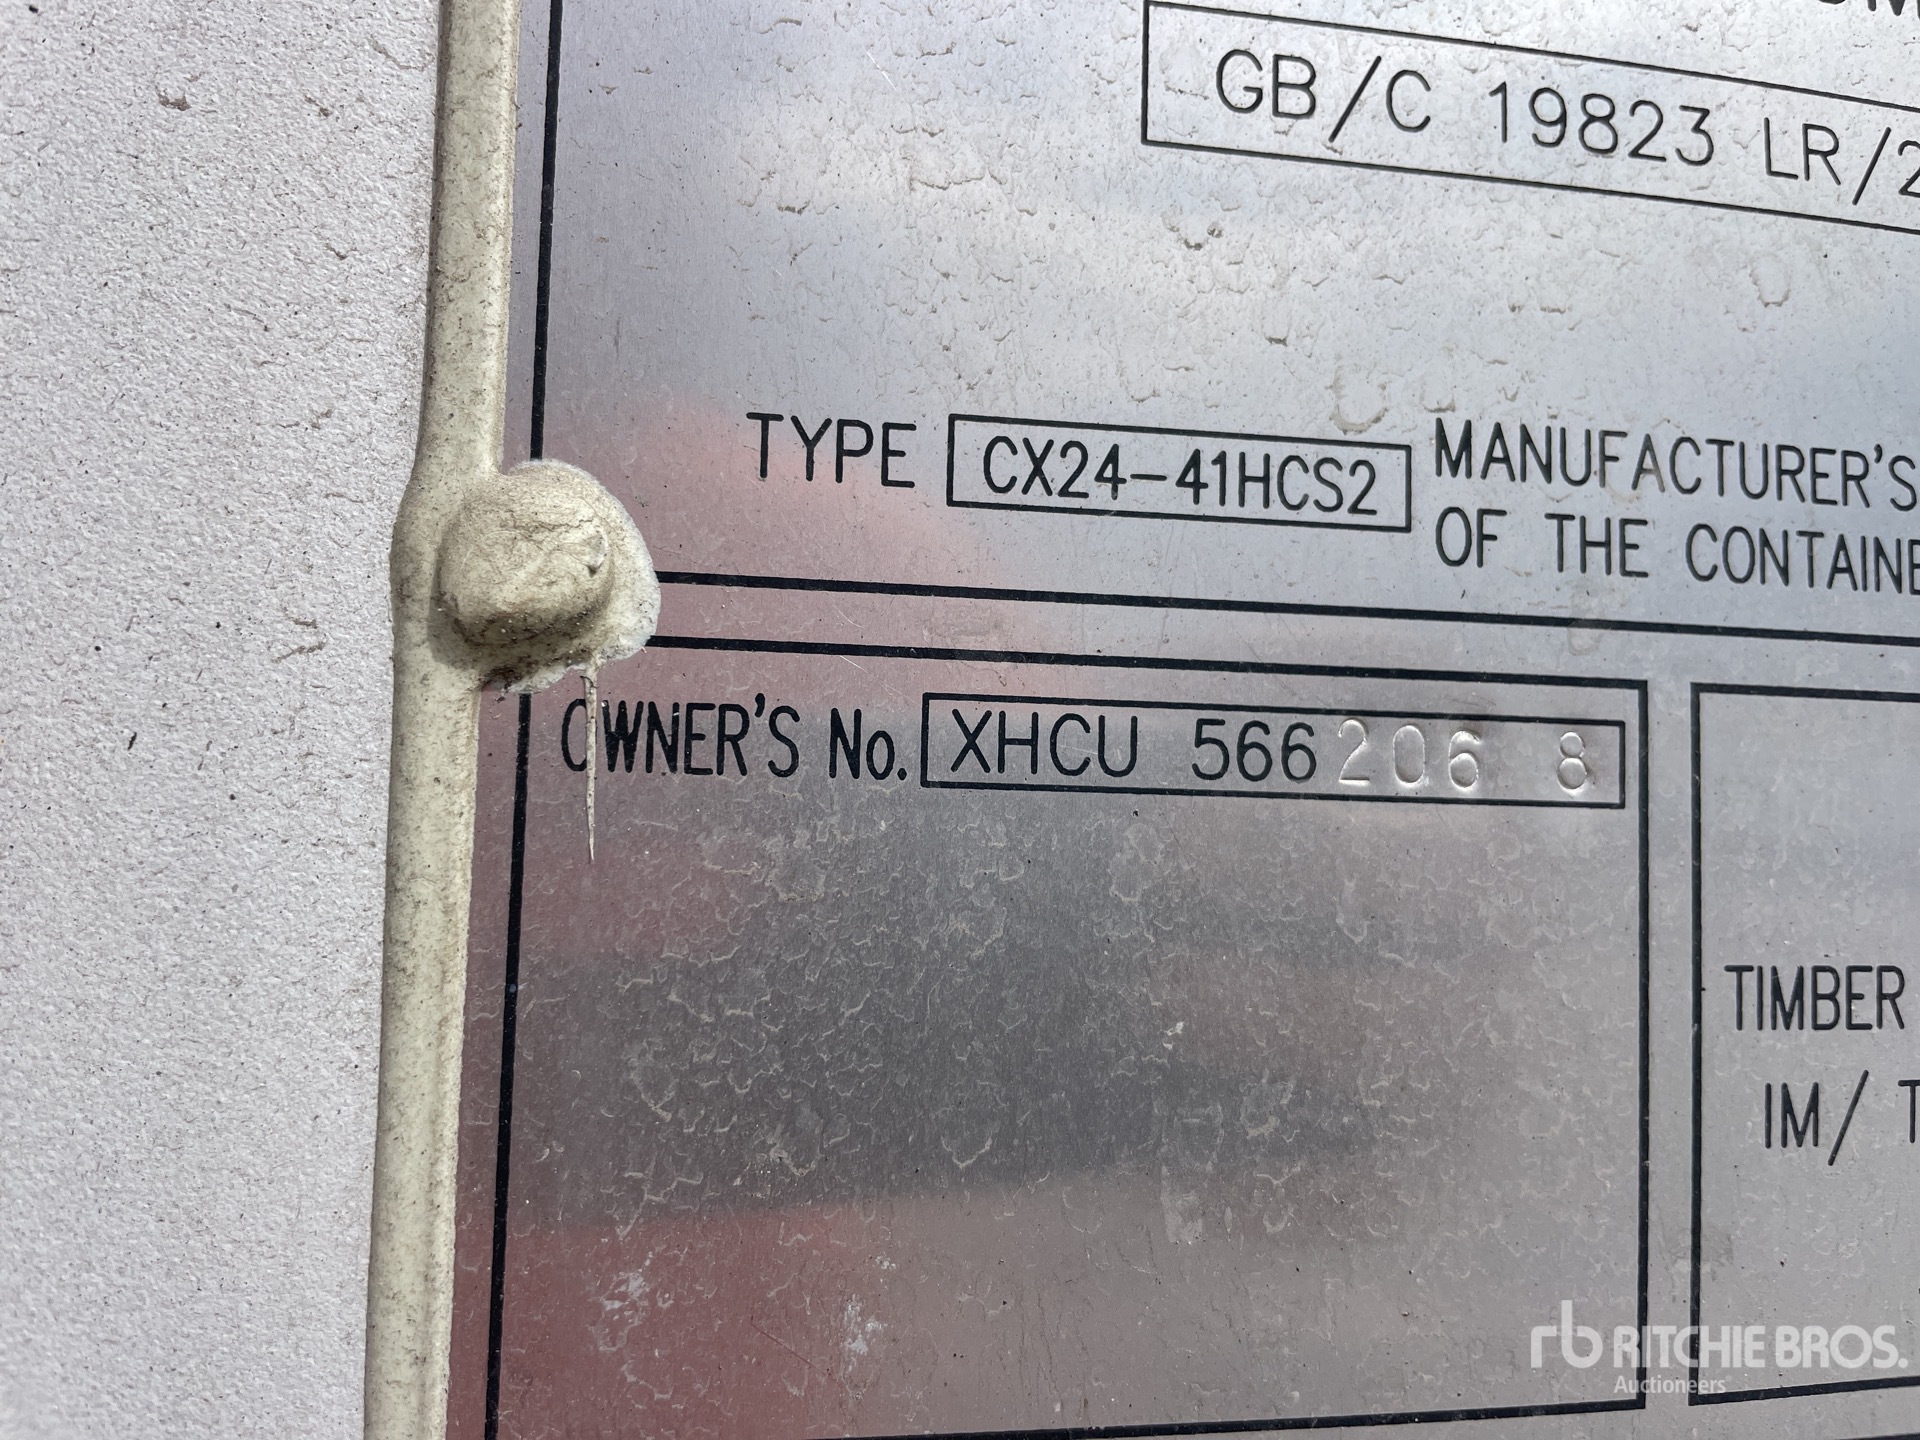 GB/C 19823 LR/2
TYPE CX24-41HCS2 MANUFACTURER'S
OF THE CONTAINE
OWNER'S No. XHCU 566206 8
TIMBER
IM/ T
rb RITCHIE BROS.
Auctioneers